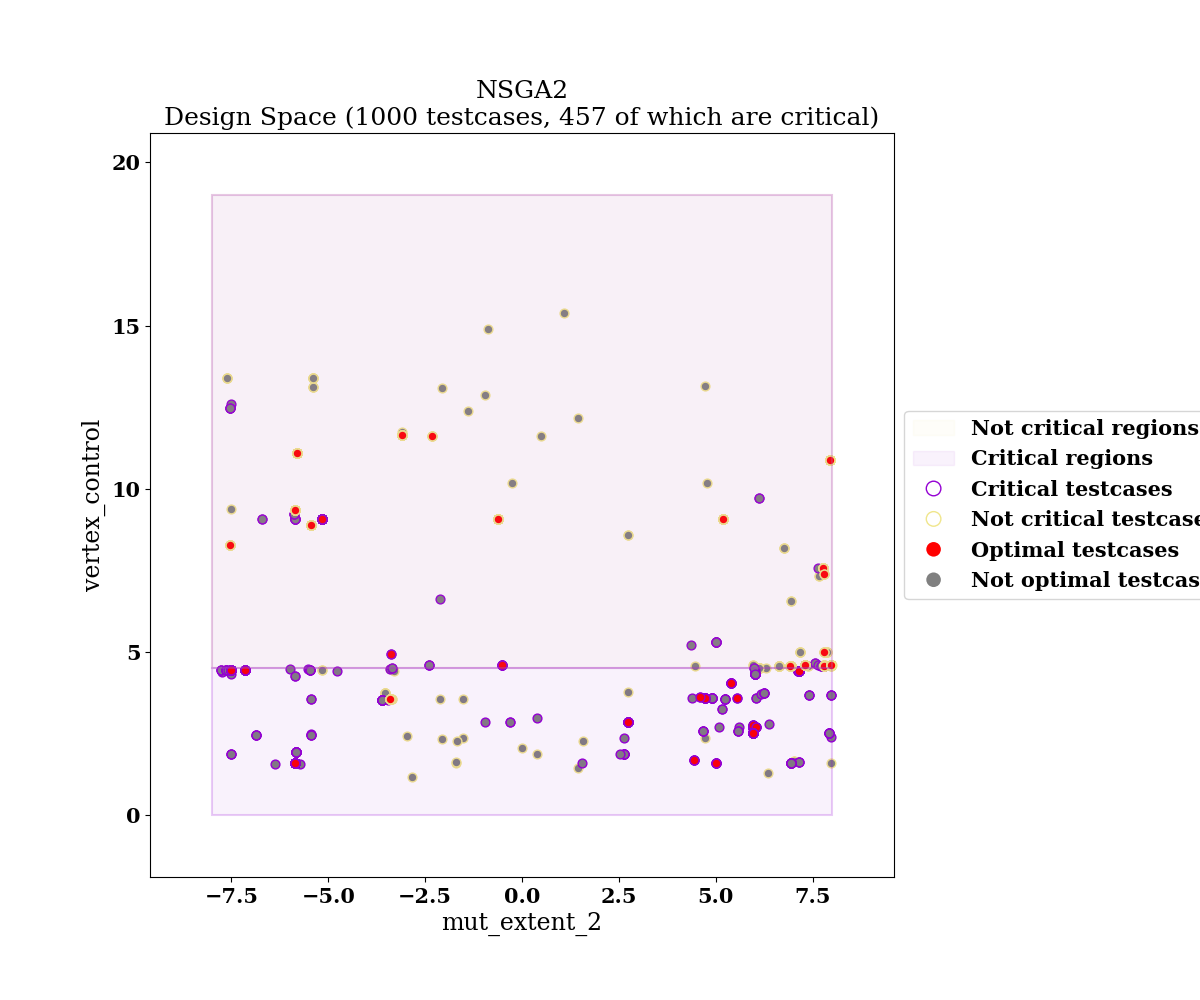 NSGA2
Design Space (1000 testcases, 457 of which are critical)
20
15
10
5
0
vertex_control
−7.5
−5.0
−2.5
0.0
2.5
5.0
7.5
mut_extent_2
Not critical regions
Critical regions
Critical testcases
Not critical testcase
Optimal testcases
Not optimal testcas